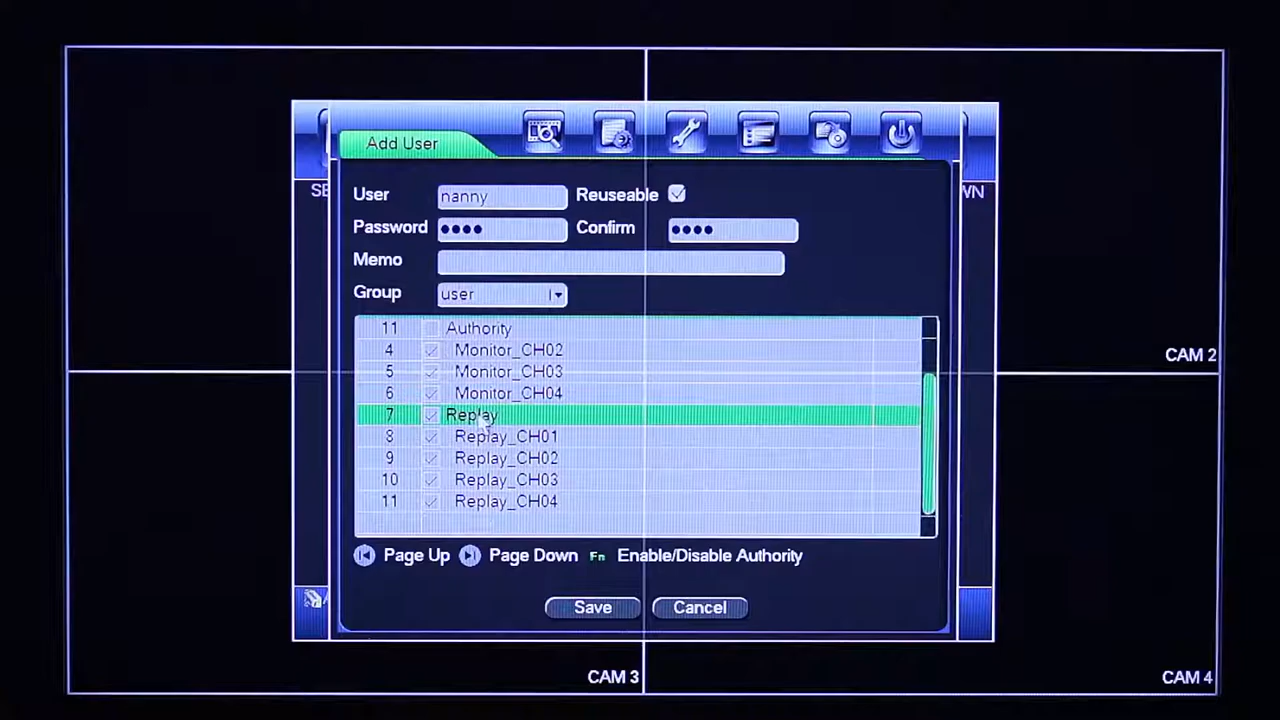 Add User
SE
WN
User nanny Reuseable
Password ●●●● Confirm ●●●●
Memo
Group user
11 Authority
4 Monitor_CH02
CAM 2
5 Monitor_CH03
6 Monitor_CH04
7 Replay
8 Replay_CH01
9 Replay_CH02
10 Replay_CH03
11 Replay_CH04
Page Up Page Down Fn Enable/Disable Authority
Save Cancel
CAM 3
CAM 4